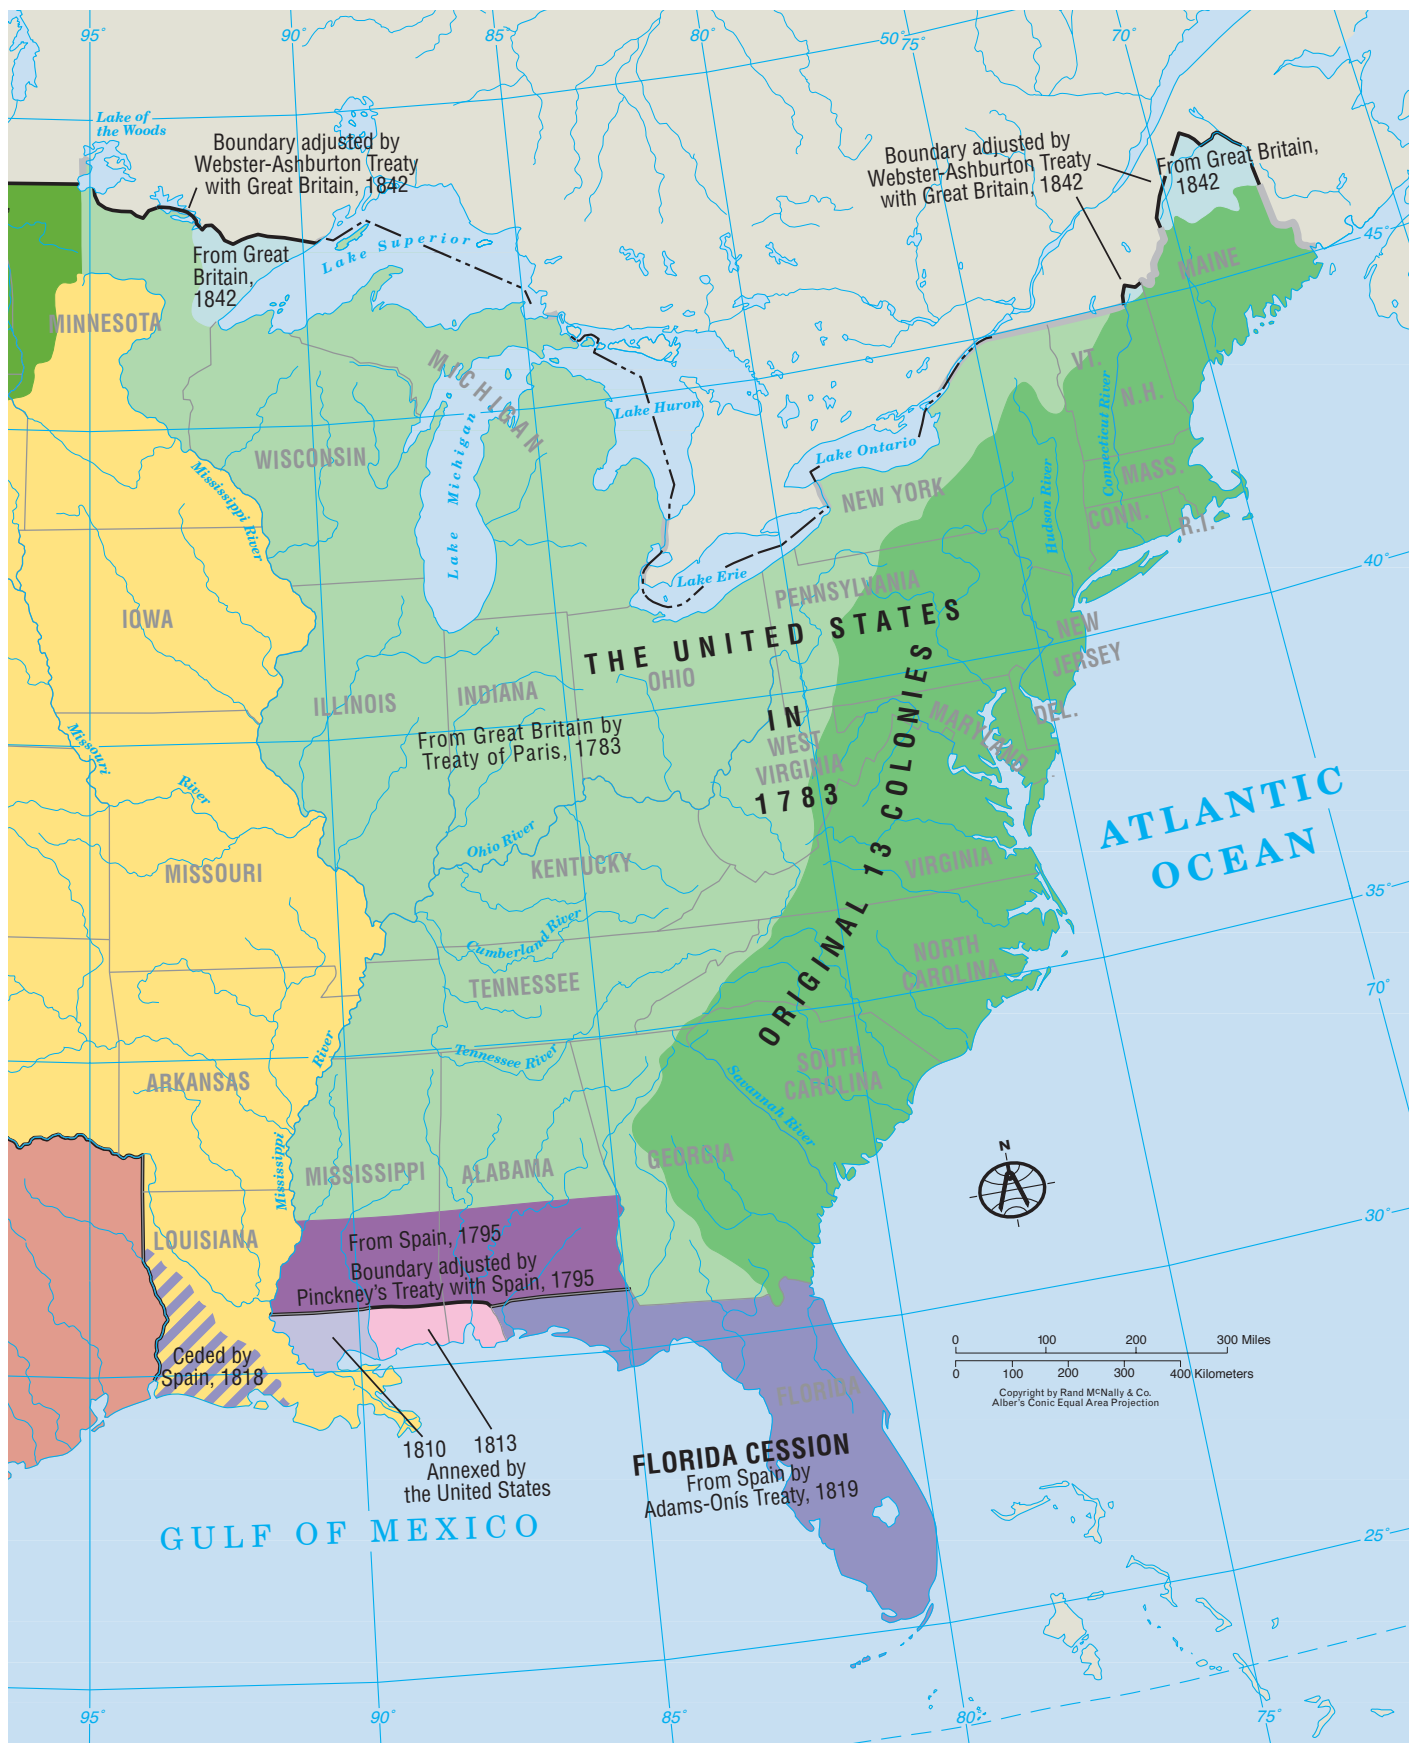 95°
90°
85°
80°
50°
75°
70°
Lake of
the Woods
Boundary adjusted by
Webster-Ashburton Treaty
with Great Britain, 1842
Boundary adjusted by
Webster-Ashburton Treaty
with Great Britain, 1842
From Great Britain,
1842
45°
From Great
Britain,
1842
Lake Superior
MAINE
MINNESOTA
MICHIGAN
VT.
N.H.
Lake Huron
Connecticut River
WISCONSIN
Lake Michigan
Lake Ontario
MASS.
Mississippi River
NEW YORK
Hudson River
CONN.
R.I.
40°
Lake Erie
PENNSYLVANIA
IOWA
THE UNITED STATES
IN
1783
NEW
JERSEY
OHIO
ILLINOIS
INDIANA
From Great Britain by
Treaty of Paris, 1783
WEST
VIRGINIA
MARYLAND
DEL.
ORIGINAL 13 COLONIES
Missouri
River
ATLANTIC
OCEAN
Ohio River
KENTUCKY
VIRGINIA
MISSOURI
35°
Cumberland River
NORTH
CAROLINA
TENNESSEE
70°
River
Tennessee River
SOUTH
CAROLINA
ARKANSAS
Savannah River
Mississippi
MISSISSIPPI
ALABAMA
GEORGIA
N
30°
LOUISIANA
From Spain, 1795
Boundary adjusted by
Pinckney's Treaty with Spain, 1795
Ceded by
Spain, 1818
0 100 200 300 Miles
0 100 200 300 400 Kilometers
Copyright by Rand McNally & Co.
Alber's Conic Equal Area Projection
FLORIDA
1810 1813
Annexed by
the United States
FLORIDA CESSION
From Spain by
Adams-Onís Treaty, 1819
GULF OF MEXICO
25°
95°
90°
85°
80°
75°